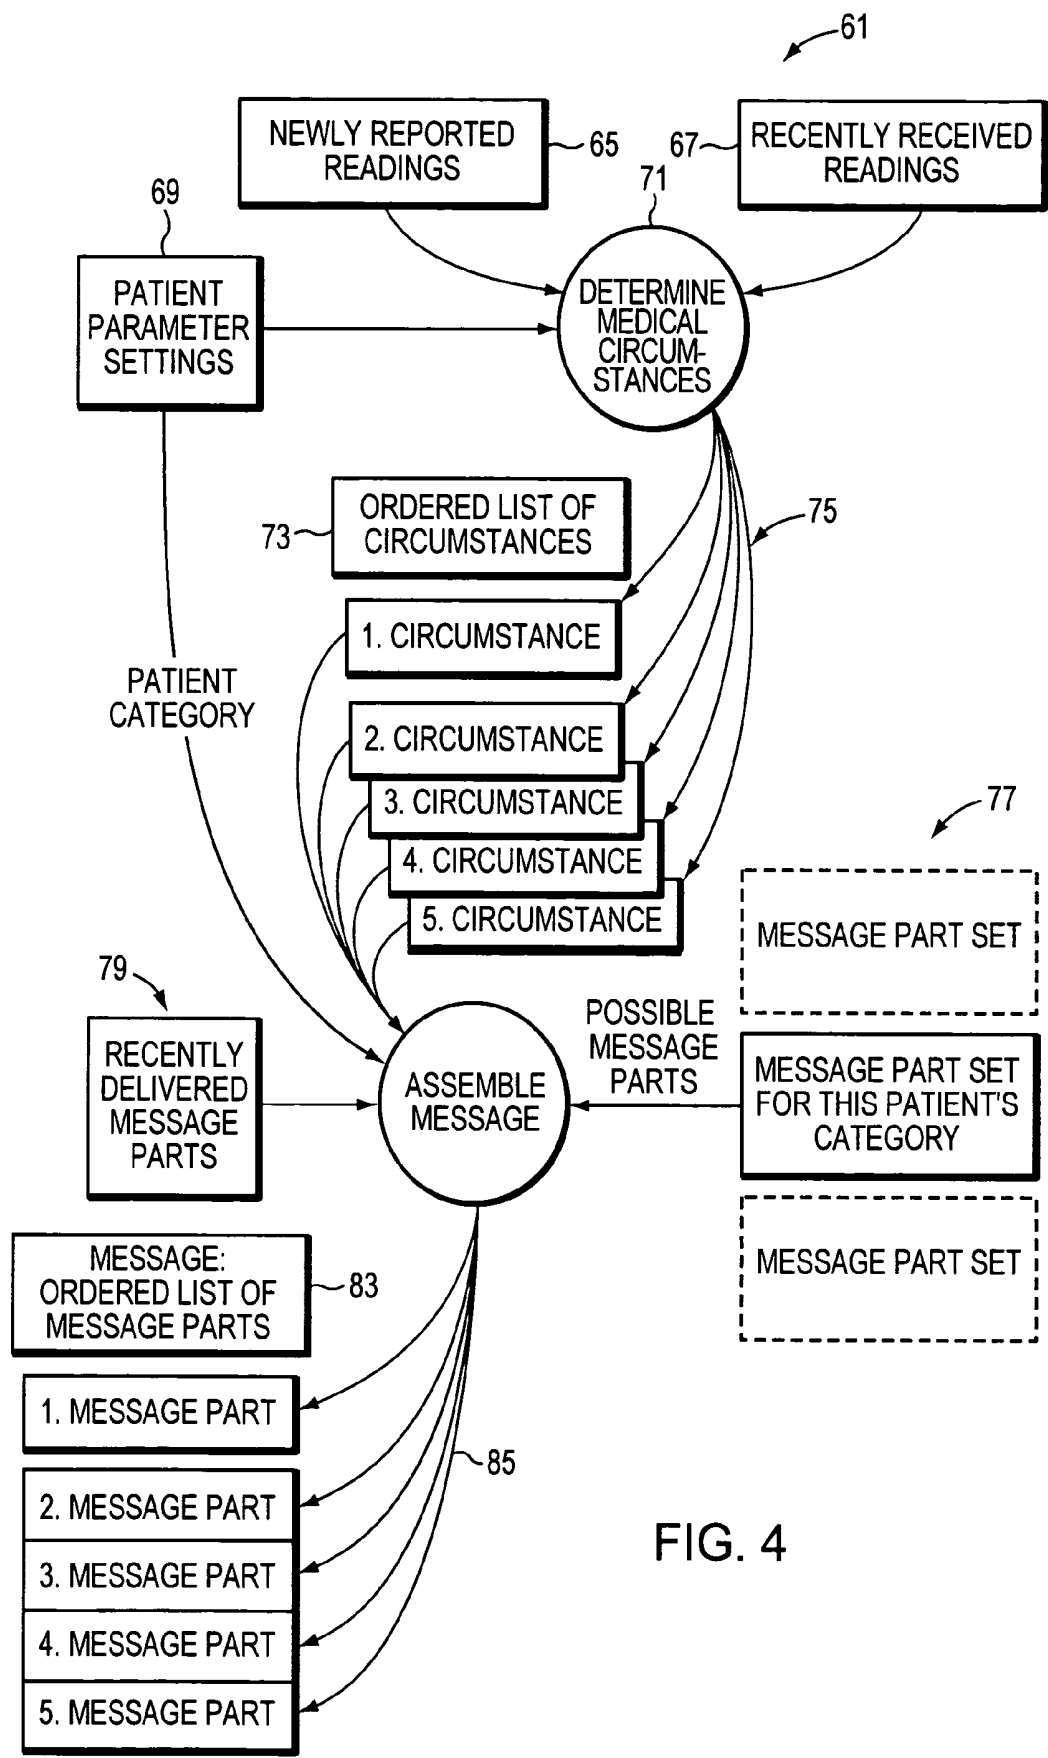 61
NEWLY REPORTED
READINGS
65
67
RECENTLY RECEIVED
READINGS
69
71
PATIENT
PARAMETER
SETTINGS
DETERMINE
MEDICAL
CIRCUM-
STANCES
73
ORDERED LIST OF
CIRCUMSTANCES
75
1. CIRCUMSTANCE
PATIENT
CATEGORY
2. CIRCUMSTANCE
3. CIRCUMSTANCE
4. CIRCUMSTANCE
5. CIRCUMSTANCE
77
MESSAGE PART SET
79
RECENTLY
DELIVERED
MESSAGE
PARTS
ASSEMBLE
MESSAGE
POSSIBLE
MESSAGE
PARTS
MESSAGE PART SET
FOR THIS PATIENT'S
CATEGORY
MESSAGE PART SET
MESSAGE:
ORDERED LIST OF
MESSAGE PARTS
83
1. MESSAGE PART
2. MESSAGE PART
3. MESSAGE PART
4. MESSAGE PART
5. MESSAGE PART
85
FIG. 4